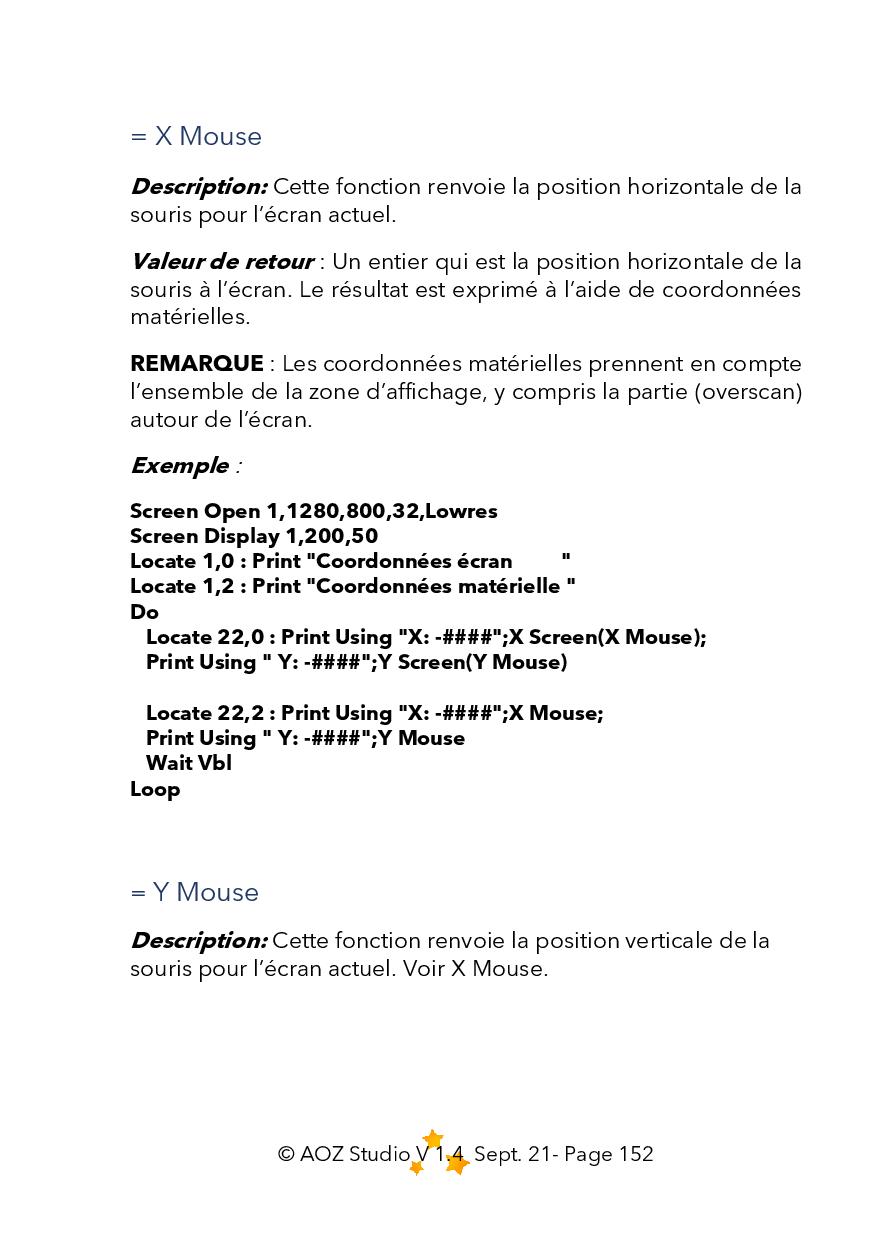 = X Mouse
Description: Cette fonction renvoie la position horizontale de la
souris pour l’écran actuel.
Valeur de retour : Un entier qui est la position horizontale de la
souris à l’écran. Le résultat est exprimé à l’aide de coordonnées
matérielles.
REMARQUE : Les coordonnées matérielles prennent en compte
l’ensemble de la zone d’affichage, y compris la partie (overscan)
autour de l’écran.
Exemple :
Screen Open 1,1280,800,32,Lowres
Screen Display 1,200,50
Locate 1,0 : Print "Coordonnées écran        "
Locate 1,2 : Print "Coordonnées matérielle "
Do
   Locate 22,0 : Print Using "X: -####";X Screen(X Mouse);
   Print Using " Y: -####";Y Screen(Y Mouse)
   Locate 22,2 : Print Using "X: -####";X Mouse;
   Print Using " Y: -####";Y Mouse
   Wait Vbl
Loop
= Y Mouse
Description: Cette fonction renvoie la position verticale de la
souris pour l’écran actuel. Voir X Mouse.
© AOZ Studio V 1.4  Sept. 21- Page 152